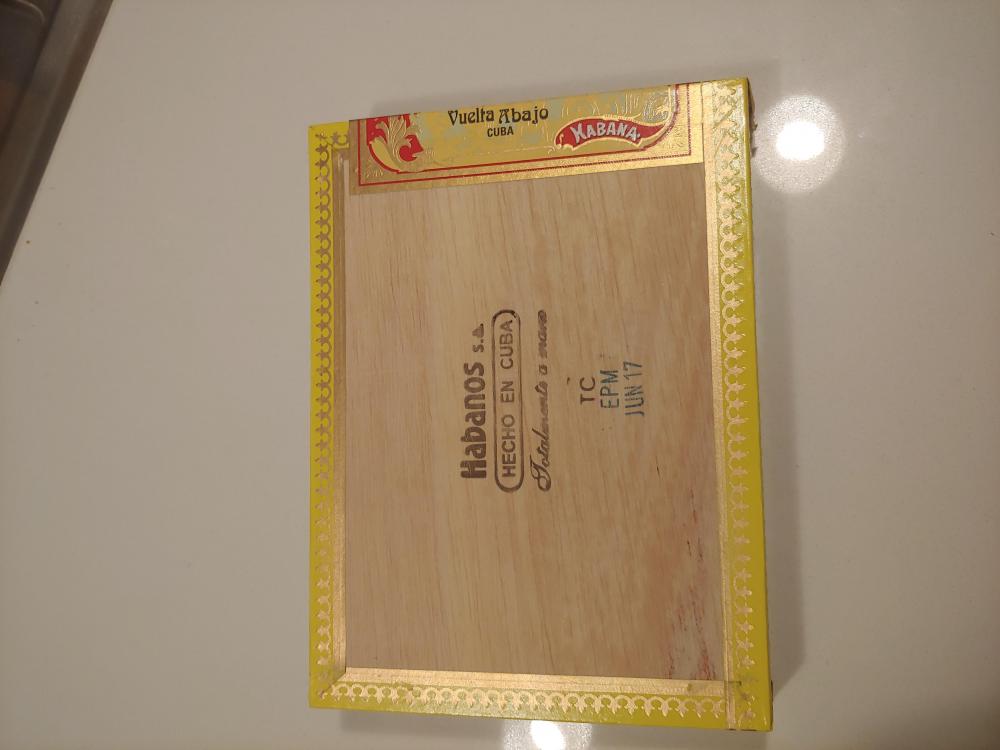 Vuelta Abajo
CUBA
HABANA
Habanos s.a.
HECHO EN CUBA
Totalmente a mano
TC
EPM
JUN 17